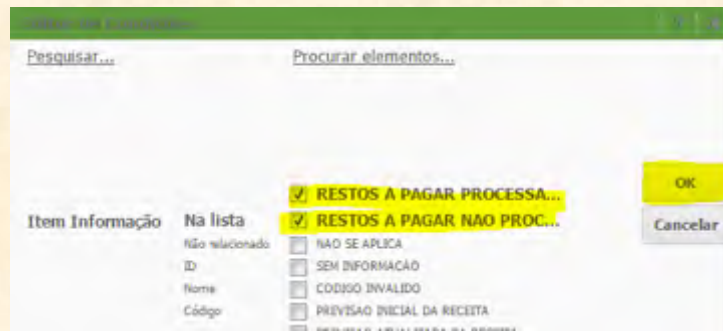 Pesquisar... Procurar elementos...
RESTOS A PAGAR PROCESSA...
OK
Item Informação Na lista RESTOS A PAGAR NAO PROC...
Cancelar
Não relacionado NAO SE APLICA
ID SEM INFORMACAO
Nome CODIGO INVALIDO
Código PREVISAO INICIAL DA RECEITA